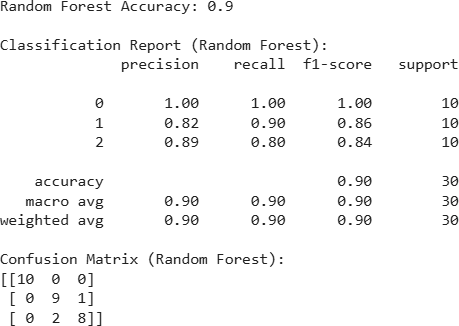 Random Forest Accuracy: 0.9
Classification Report (Random Forest):
precision recall f1-score support
0 1.00 1.00 1.00 10
1 0.82 0.90 0.86 10
2 0.89 0.80 0.84 10
accuracy 0.90 30
macro avg 0.90 0.90 0.90 30
weighted avg 0.90 0.90 0.90 30
Confusion Matrix (Random Forest):
[[10 0 0]
[ 0 9 1]
[ 0 2 8]]